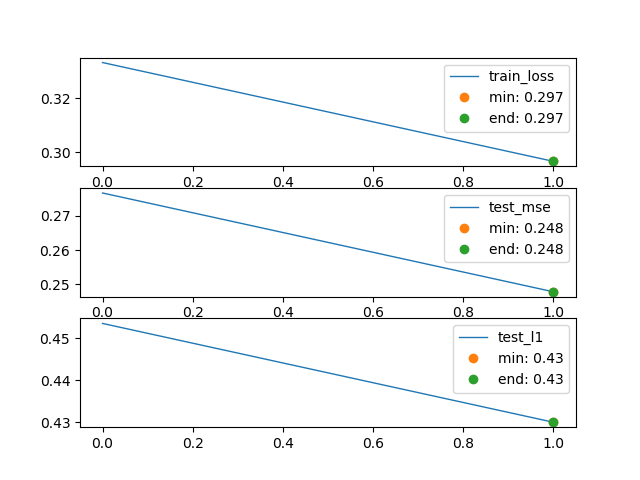 train_loss
min: 0.297
end: 0.297
0.32
0.30
0.0 0.2 0.4 0.6 0.8 1.0
test_mse
min: 0.248
end: 0.248
0.27
0.26
0.25
0.0 0.2 0.4 0.6 0.8 1.0
test_l1
min: 0.43
end: 0.43
0.45
0.44
0.43
0.0 0.2 0.4 0.6 0.8 1.0